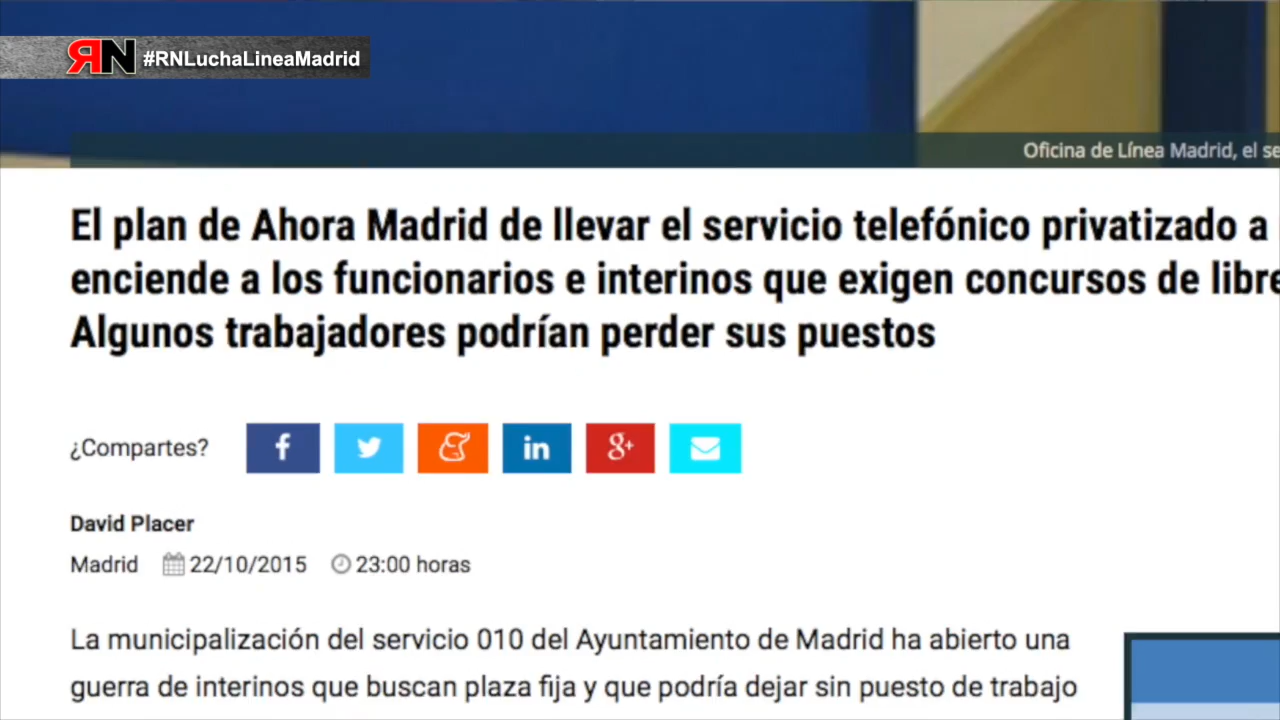 RN #RNLuchaLineaMadrid
Oficina de Línea Madrid, el se
El plan de Ahora Madrid de llevar el servicio telefónico privatizado a
enciende a los funcionarios e interinos que exigen concursos de libre
Algunos trabajadores podrían perder sus puestos
¿Compartes?
David Placer
Madrid 22/10/2015 23:00 horas
La municipalización del servicio 010 del Ayuntamiento de Madrid ha abierto una
guerra de interinos que buscan plaza fija y que podría dejar sin puesto de trabajo